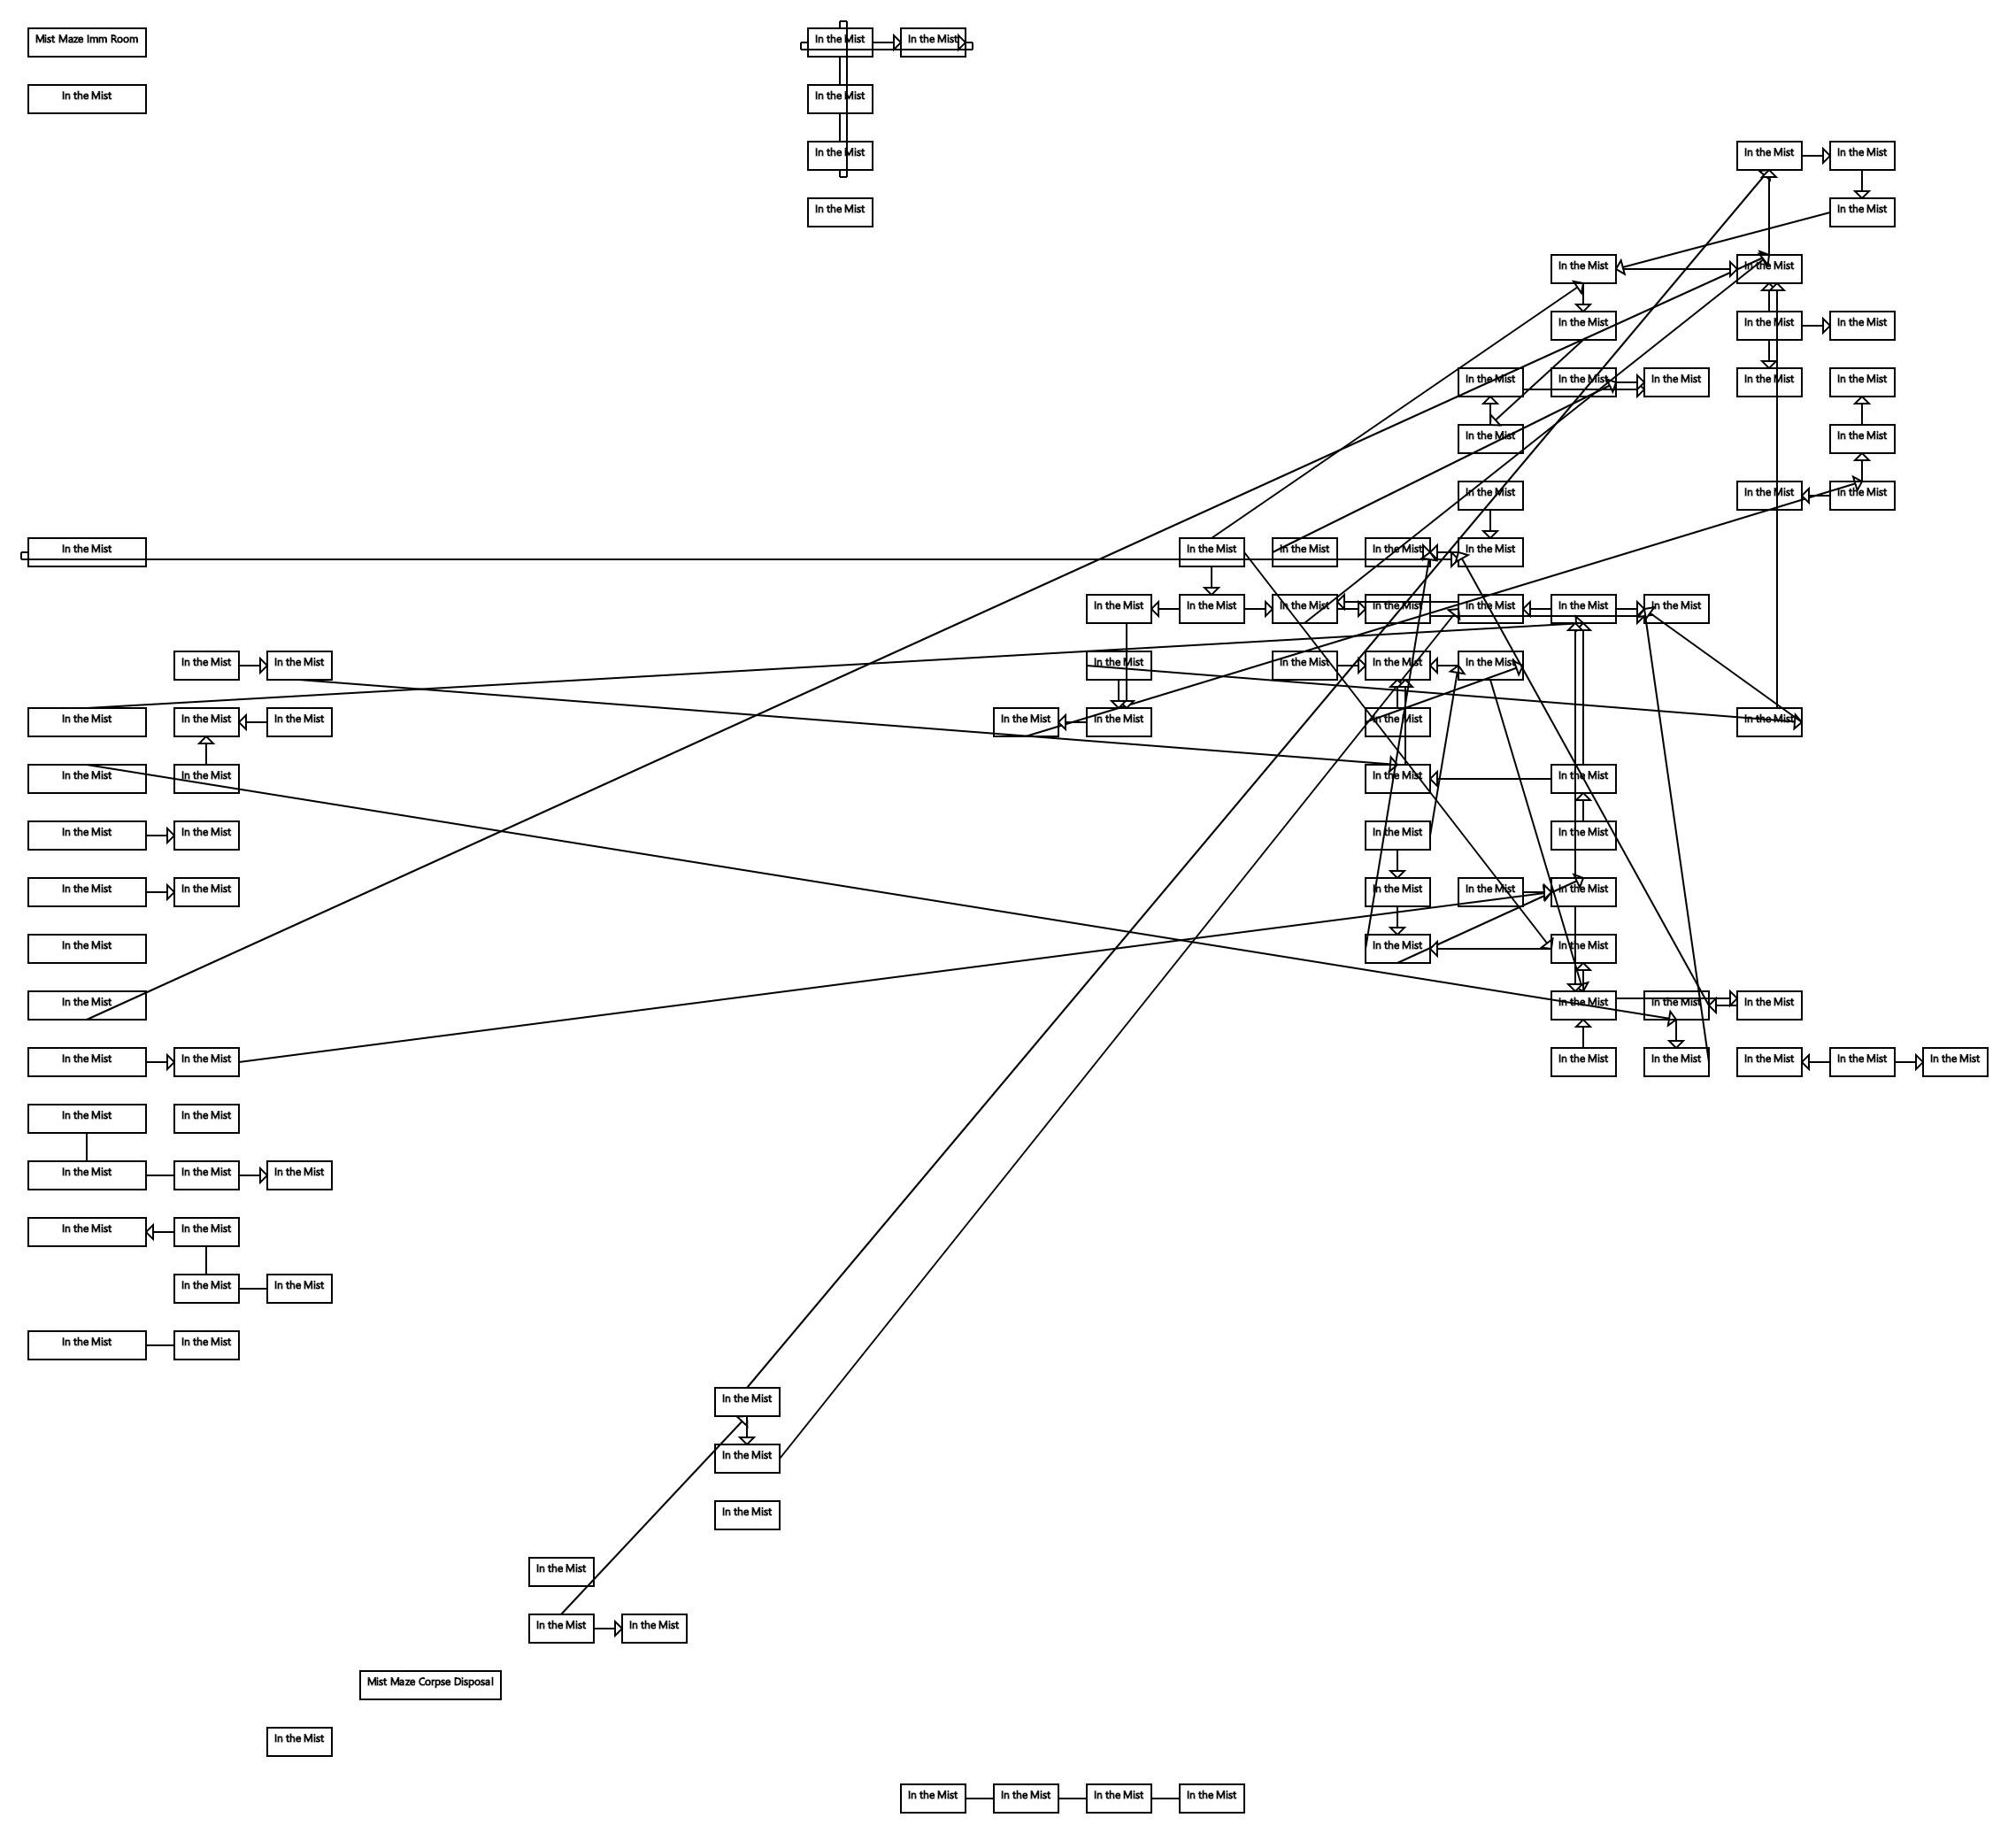 Mist Maze Imm Room In the Mist In the Mist
In the Mist In the Mist
In the Mist In the Mist In the Mist
In the Mist In the Mist
In the Mist In the Mist
In the Mist In the Mist In the Mist
In the Mist In the Mist In the Mist In the Mist In the Mist
In the Mist In the Mist
In the Mist In the Mist In the Mist
In the Mist In the Mist In the Mist In the Mist In the Mist
In the Mist In the Mist In the Mist In the Mist In the Mist In the Mist In the Mist
In the Mist In the Mist In the Mist In the Mist In the Mist In the Mist
In the Mist In the Mist In the Mist In the Mist In the Mist In the Mist In the Mist
In the Mist In the Mist In the Mist In the Mist
In the Mist In the Mist In the Mist In the Mist
In the Mist In the Mist In the Mist In the Mist In the Mist
In the Mist In the Mist In the Mist
In the Mist In the Mist In the Mist In the Mist
In the Mist In the Mist In the Mist In the Mist In the Mist In the Mist In the Mist
In the Mist In the Mist
In the Mist In the Mist In the Mist
In the Mist In the Mist
In the Mist In the Mist
In the Mist In the Mist
In the Mist
In the Mist
In the Mist
In the Mist
In the Mist In the Mist
Mist Maze Corpse Disposal
In the Mist
In the Mist In the Mist In the Mist In the Mist